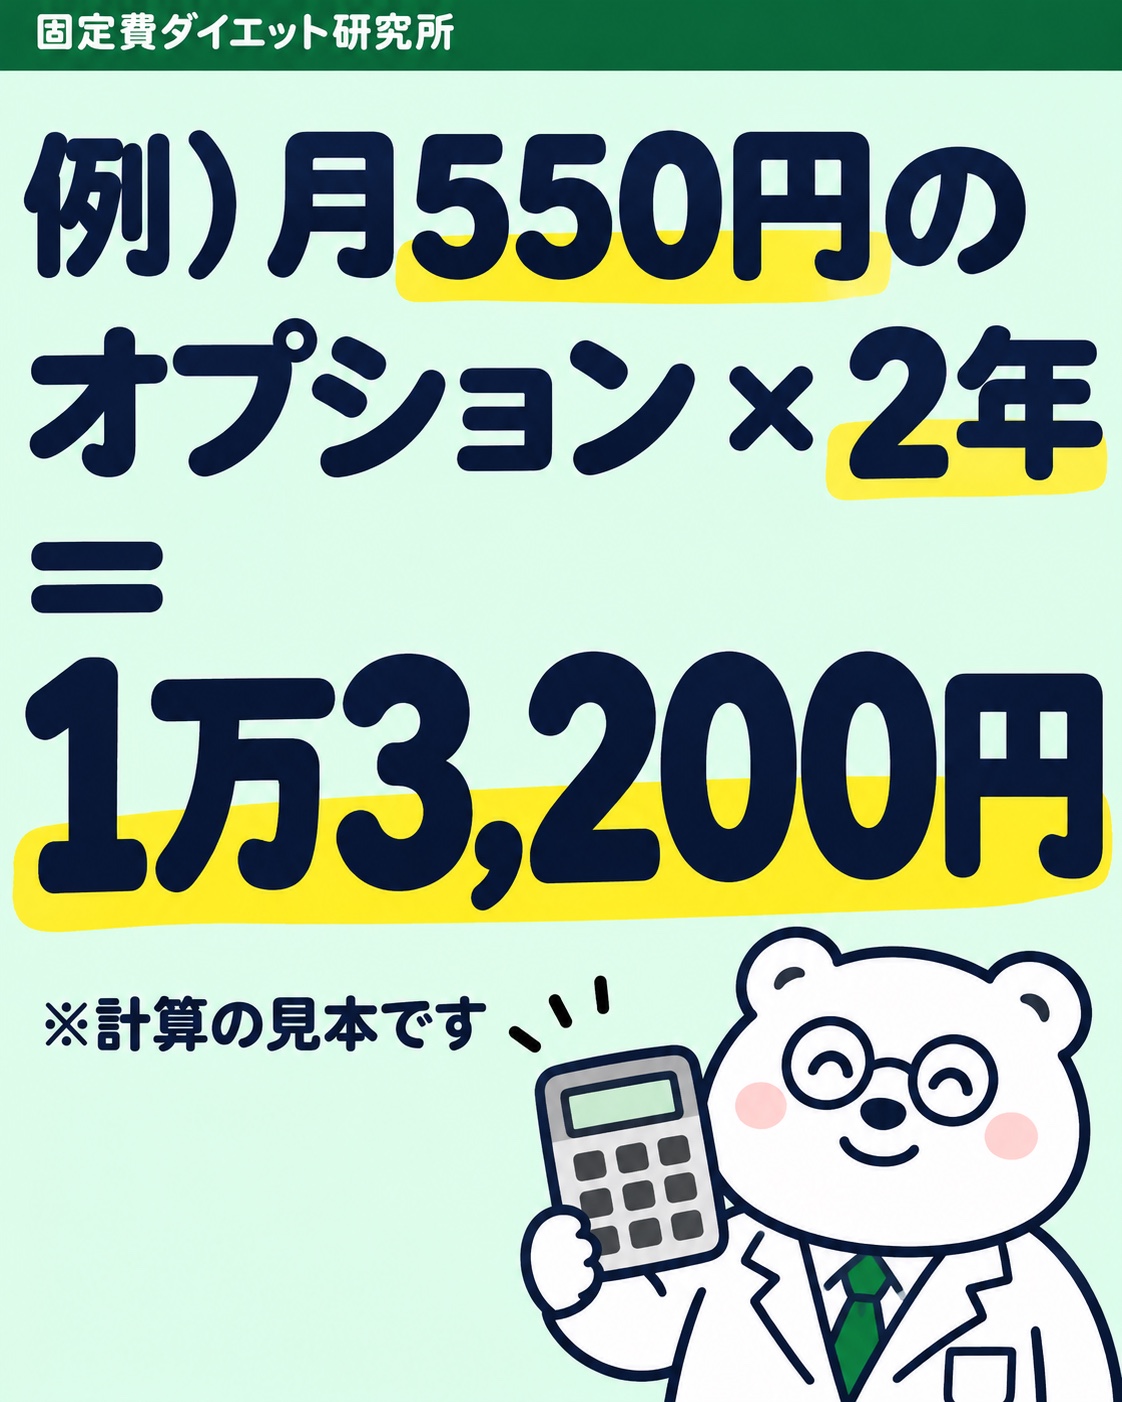 固定費ダイエット研究所
例）月550円の
オプション×2年
＝
1万3,200円
※計算の見本です